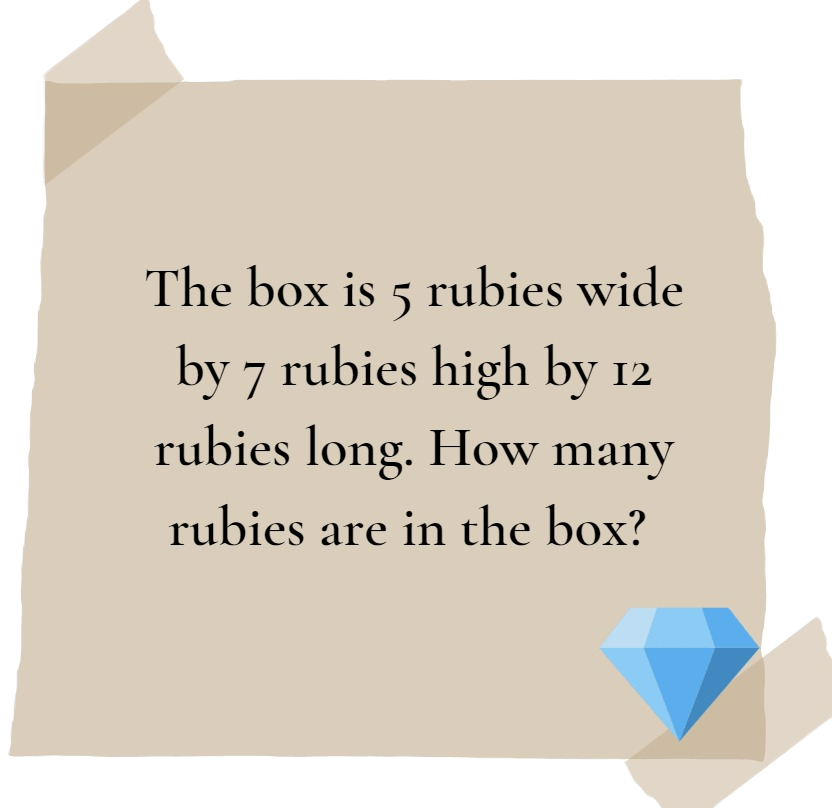 The box is 5 rubies wide
by 7 rubies high by 12
rubies long. How many
rubies are in the box?